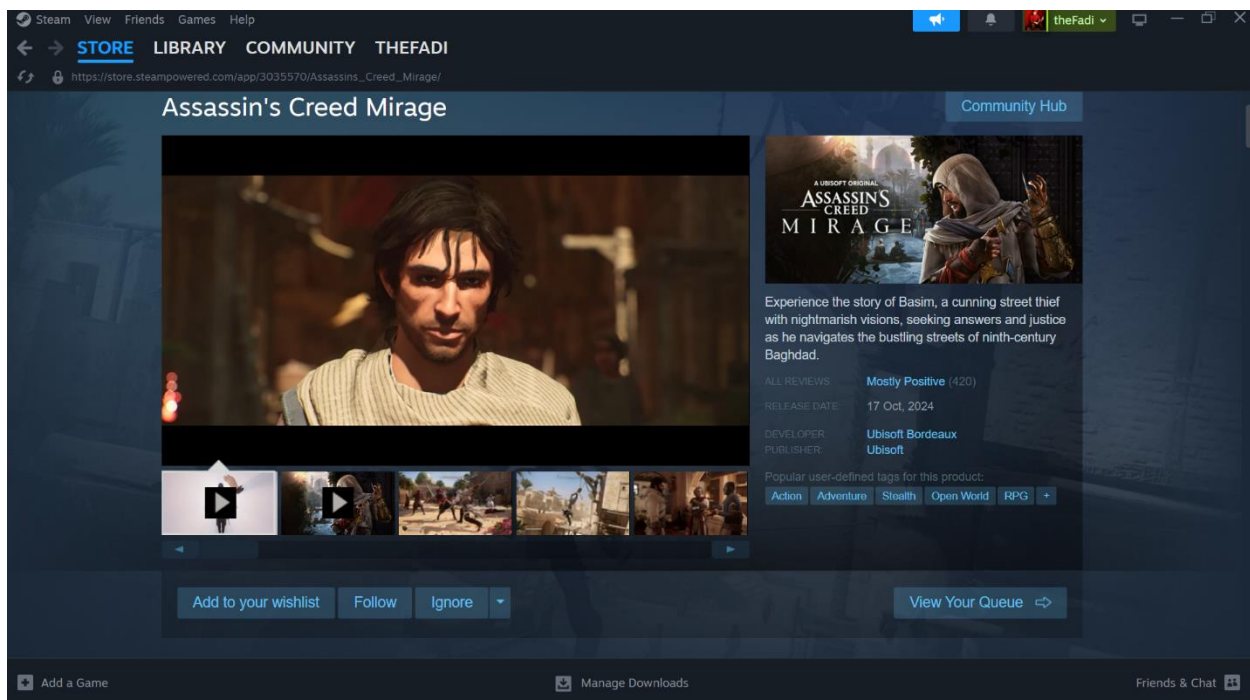 Steam View Friends Games Help
theFadi
STORE LIBRARY COMMUNITY THEFADI
https://store.steampowered.com/app/3035570/Assassins_Creed_Mirage/
Assassin's Creed Mirage
Community Hub
A UBISOFT ORIGINAL
ASSASSIN'S
CREED
MIRAGE
Experience the story of Basim, a cunning street thief
with nightmarish visions, seeking answers and justice
as he navigates the bustling streets of ninth-century
Baghdad.
ALL REVIEWS: Mostly Positive (420)
RELEASE DATE: 17 Oct, 2024
DEVELOPER: Ubisoft Bordeaux
PUBLISHER: Ubisoft
Popular user-defined tags for this product:
Action Adventure Stealth Open World RPG +
Add to your wishlist Follow Ignore
View Your Queue
Add a Game Manage Downloads Friends & Chat